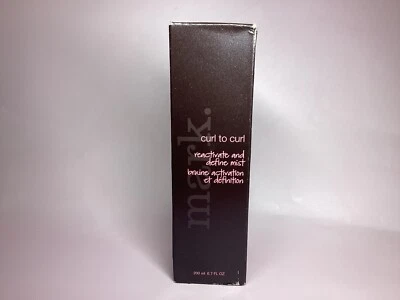 mark.
curl to curl
reactivate and
define mist
bruine activation
et définition
200 ml 6.7 FL OZ